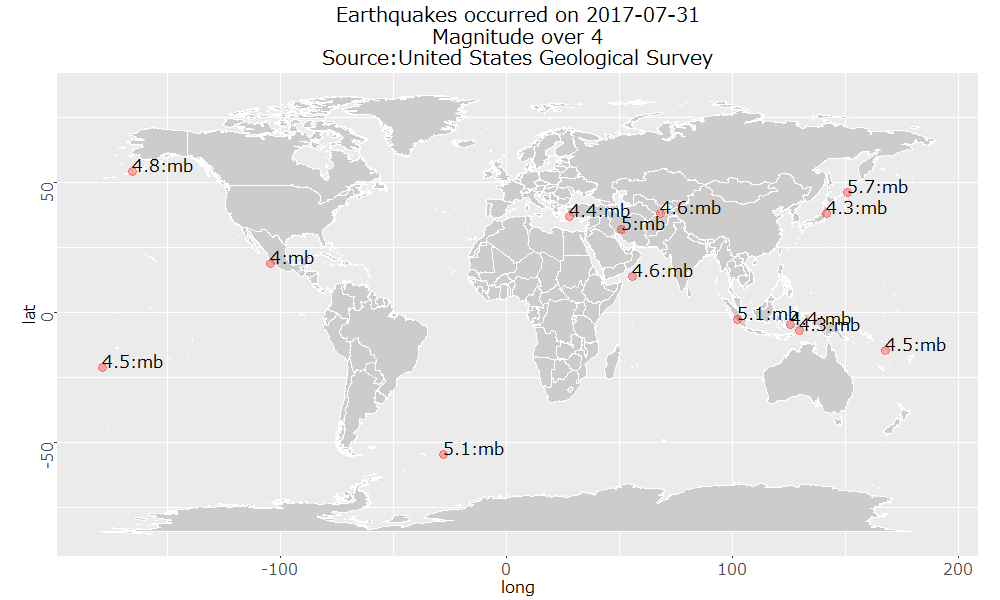 Earthquakes occurred on 2017-07-31
Magnitude over 4
Source:United States Geological Survey
4.8:mb
5.7:mb
4.4:mb
4.6:mb
4.3:mb
5:mb
4:mb
4.6:mb
5.1:mb
4.4:mb
4.3:mb
4.5:mb
4.5:mb
5.1:mb
50
0
-50
lat
-100
0
100
200
long